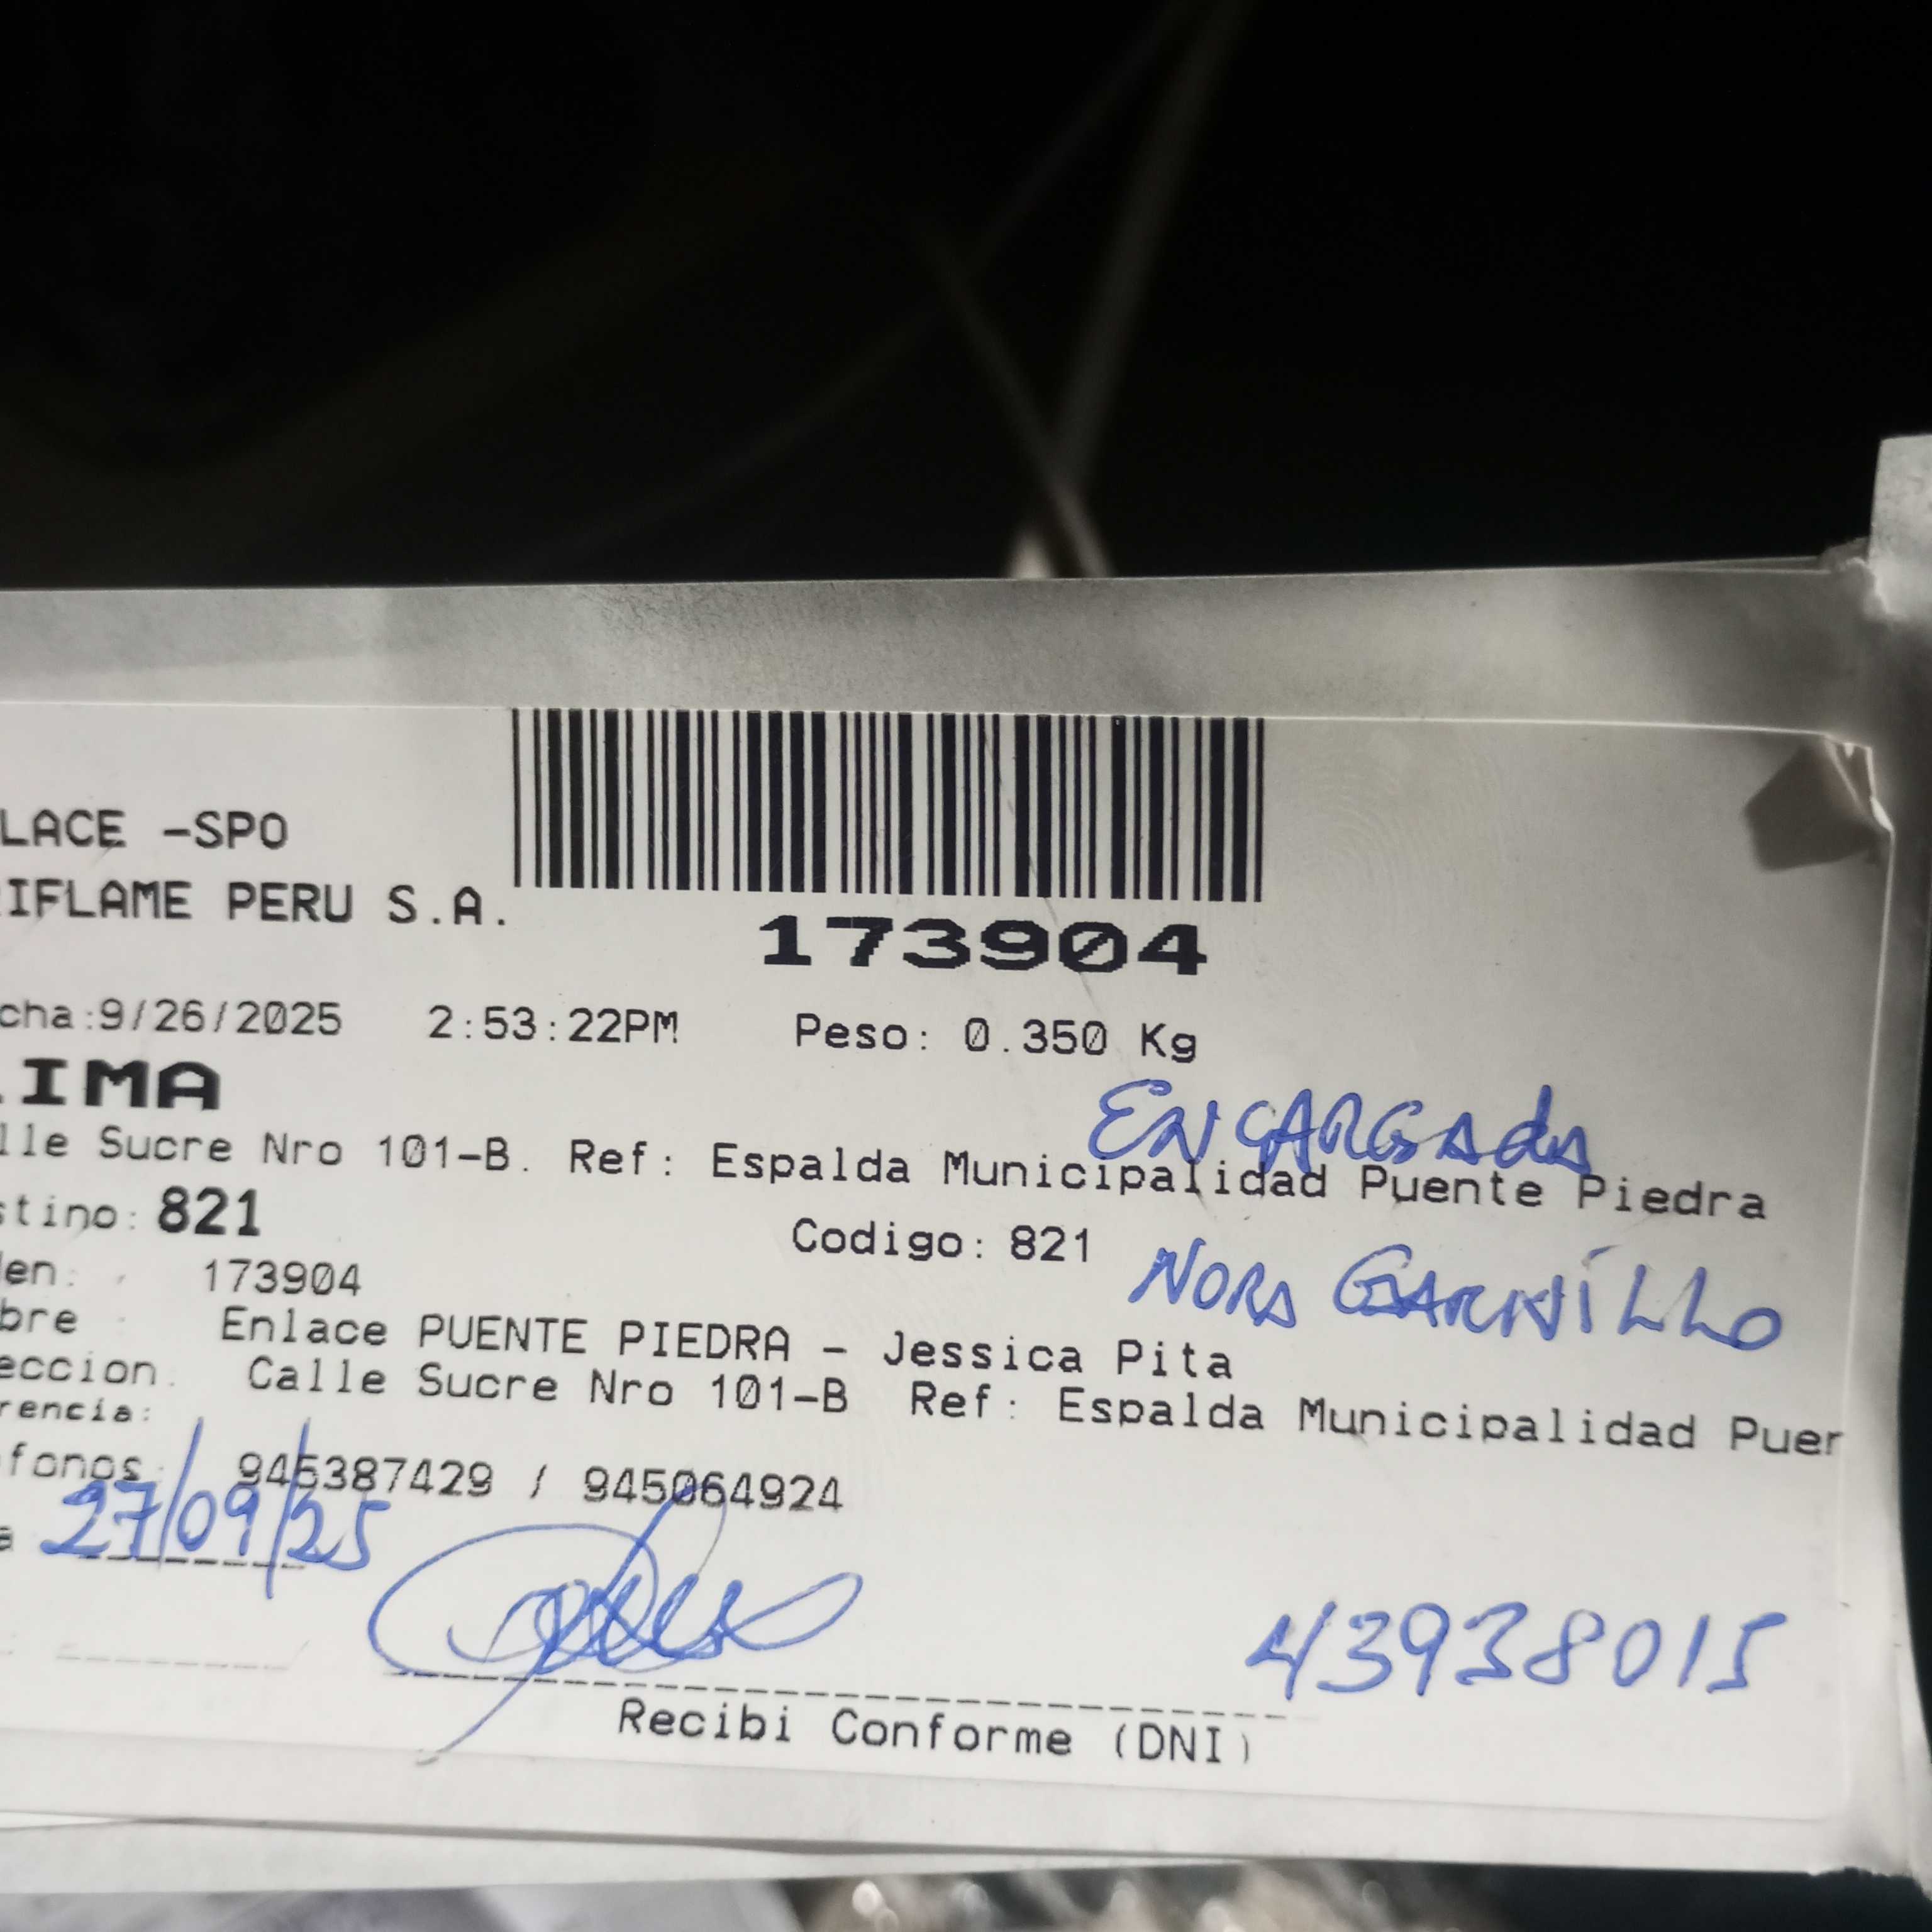 LACE -SPO
RIFLAME PERU S.A.
173904
cha:9/26/2025 2:53:22PM Peso: 0.350 Kg
IMA
ENCARGADA
lle Sucre Nro 101-B. Ref: Espalda Municipalidad Puente Piedra
stino: 821 Codigo: 821
NORA
den: 173904
bre : Enlace PUENTE PIEDRA - Jessica Pita
eccion. Calle Sucre Nro 101-B Ref: Espalda Municipalidad Puer
rencia:
fonos: 945387429 / 945064924
a 27/09/25
43938015
Recibi Conforme (DNI)